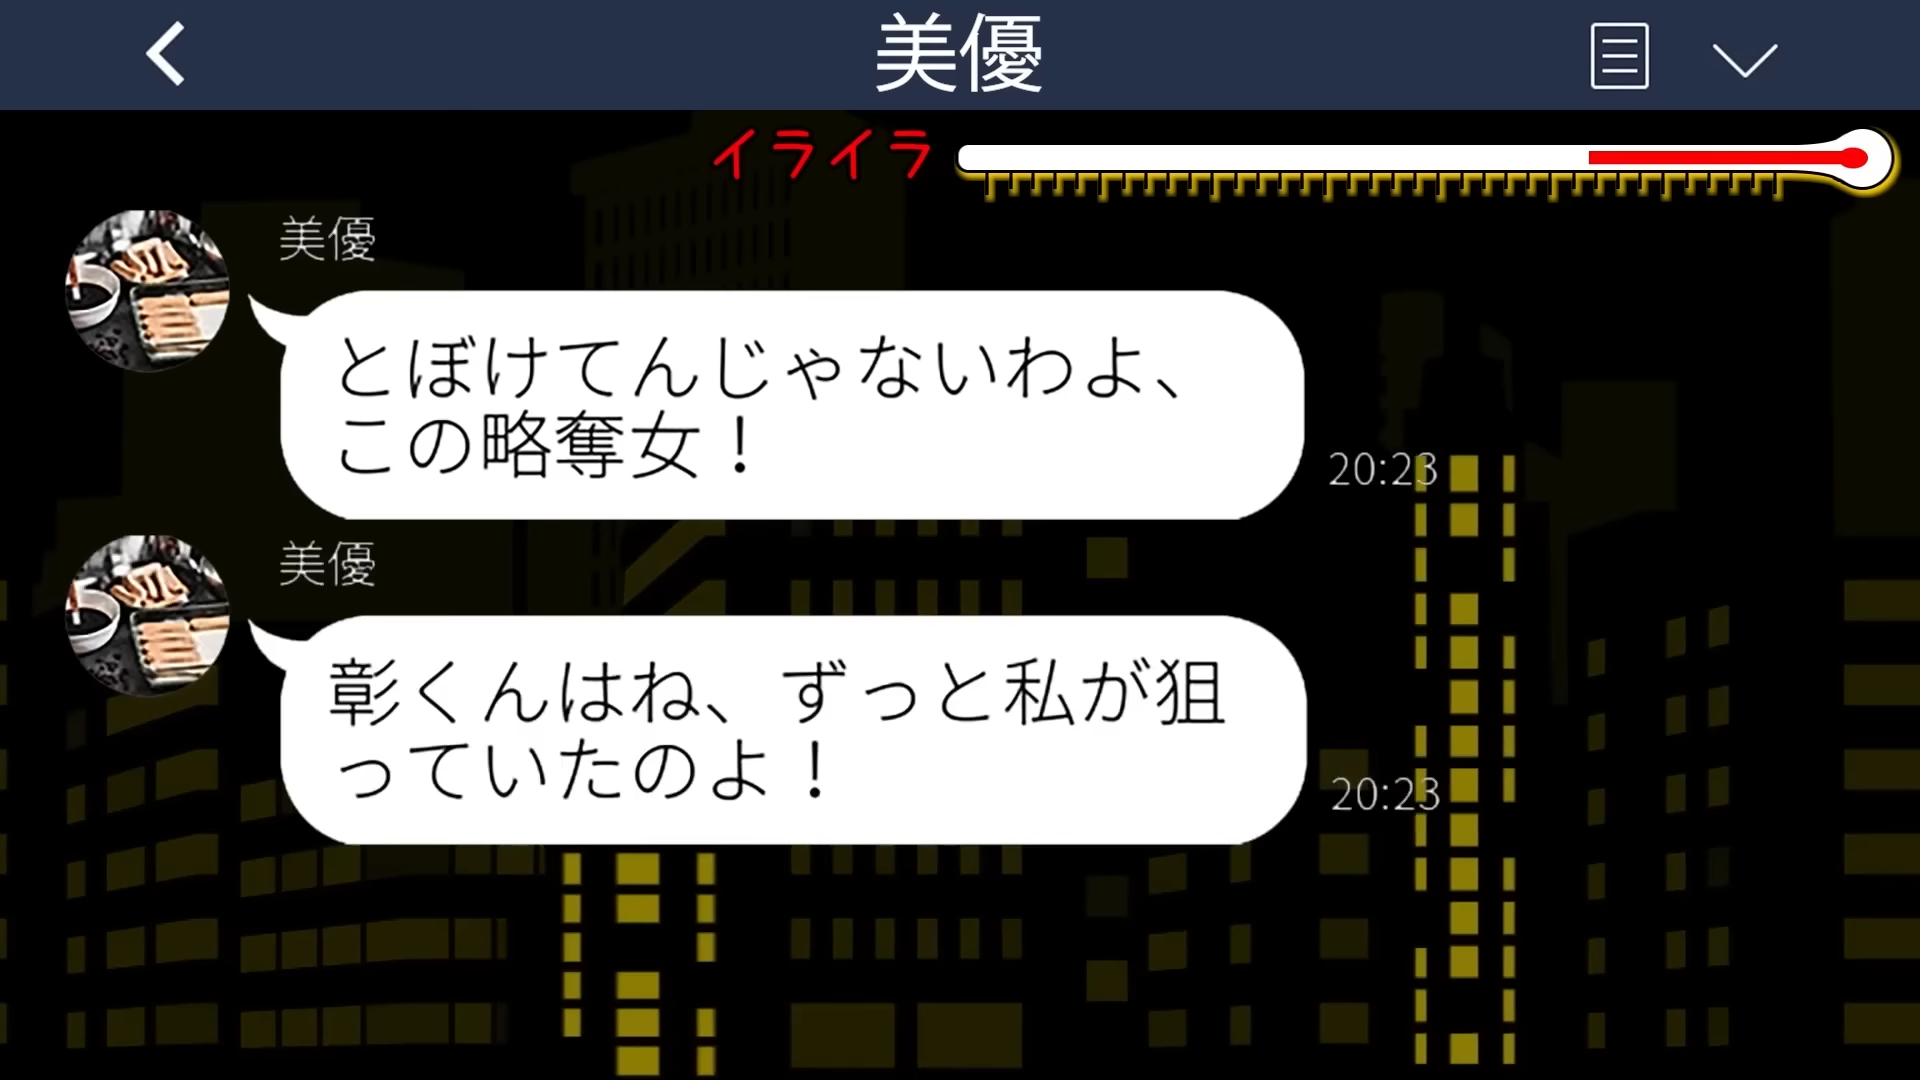 美優
イライラ
美優
とぼけてんじゃないわよ、
この略奪女！
20:23
美優
彰くんはね、ずっと私が狙
っていたのよ！
20:23